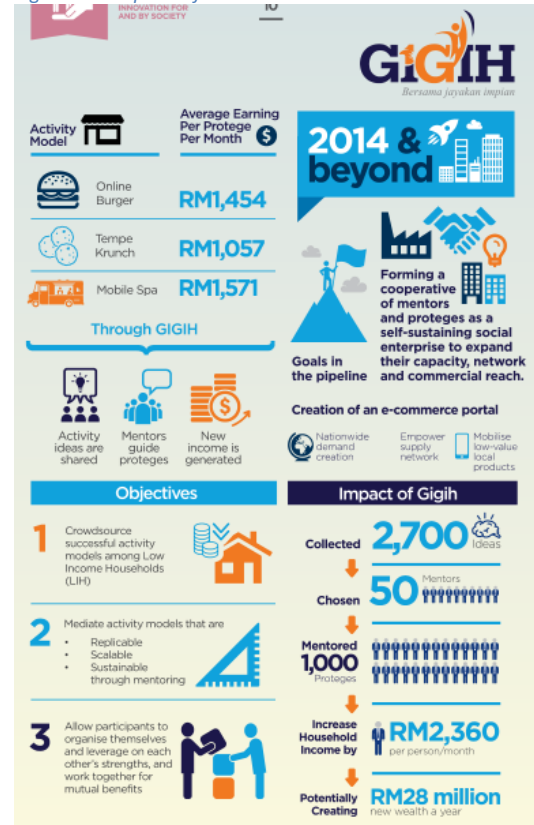 INNOVATION FOR
AND BY SOCIETY
10
GiGIH
Bersama jayakan impian
Activity
Model
Average Earning
Per Protege
Per Month
$
Online
Burger
RM1,454
Tempe
Krunch
RM1,057
Mobile Spa
RM1,571
Through GIGIH
Activity
ideas are
shared
Mentors
guide
proteges
$
New
income is
generated
2014 &
beyond
Goals in
the pipeline
Forming a
cooperative
of mentors
and proteges as a
self-sustaining social
enterprise to expand
their capacity, network
and commercial reach.
Creation of an e-commerce portal
Nationwide
demand
creation
Empower
supply
network
Mobilise
low-value
local
products
Objectives
1
Crowdsource
successful activity
models among Low
Income Households
(LIH)
2
Mediate activity models that are
• Replicable
• Scalable
• Sustainable
through mentoring
3
Allow participants to
organise themselves
and leverage on each
other's strengths, and
work together for
mutual benefits
Impact of Gigih
Collected
2,700
Ideas
Chosen
50
Mentors
Mentored
1,000
Proteges
Increase
Household
Income by
RM2,360
per person/month
Potentially
Creating
RM28 million
new wealth a year